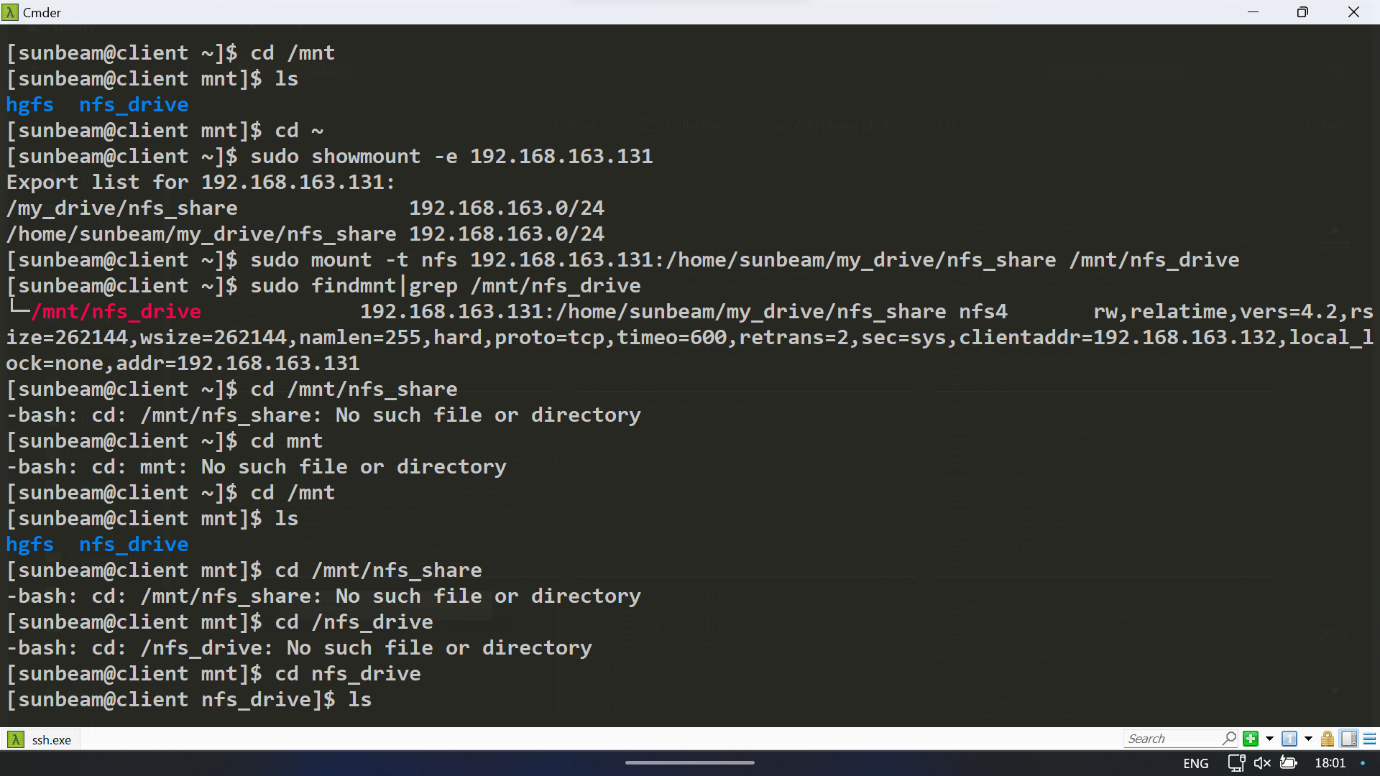 Cmder
[sunbeam@client ~]$ cd /mnt
[sunbeam@client mnt]$ ls
hgfs  nfs_drive
[sunbeam@client mnt]$ cd ~
[sunbeam@client ~]$ sudo showmount -e 192.168.163.131
Export list for 192.168.163.131:
/my_drive/nfs_share              192.168.163.0/24
/home/sunbeam/my_drive/nfs_share 192.168.163.0/24
[sunbeam@client ~]$ sudo mount -t nfs 192.168.163.131:/home/sunbeam/my_drive/nfs_share /mnt/nfs_drive
[sunbeam@client ~]$ sudo findmnt|grep /mnt/nfs_drive
└─/mnt/nfs_drive             192.168.163.131:/home/sunbeam/my_drive/nfs_share nfs4       rw,relatime,vers=4.2,rs
ize=262144,wsize=262144,namlen=255,hard,proto=tcp,timeo=600,retrans=2,sec=sys,clientaddr=192.168.163.132,local_l
ock=none,addr=192.168.163.131
[sunbeam@client ~]$ cd /mnt/nfs_share
-bash: cd: /mnt/nfs_share: No such file or directory
[sunbeam@client ~]$ cd mnt
-bash: cd: mnt: No such file or directory
[sunbeam@client ~]$ cd /mnt
[sunbeam@client mnt]$ ls
hgfs  nfs_drive
[sunbeam@client mnt]$ cd /mnt/nfs_share
-bash: cd: /mnt/nfs_share: No such file or directory
[sunbeam@client mnt]$ cd /nfs_drive
-bash: cd: /nfs_drive: No such file or directory
[sunbeam@client mnt]$ cd nfs_drive
[sunbeam@client nfs_drive]$ ls
ssh.exe
Search
ENG
18:01